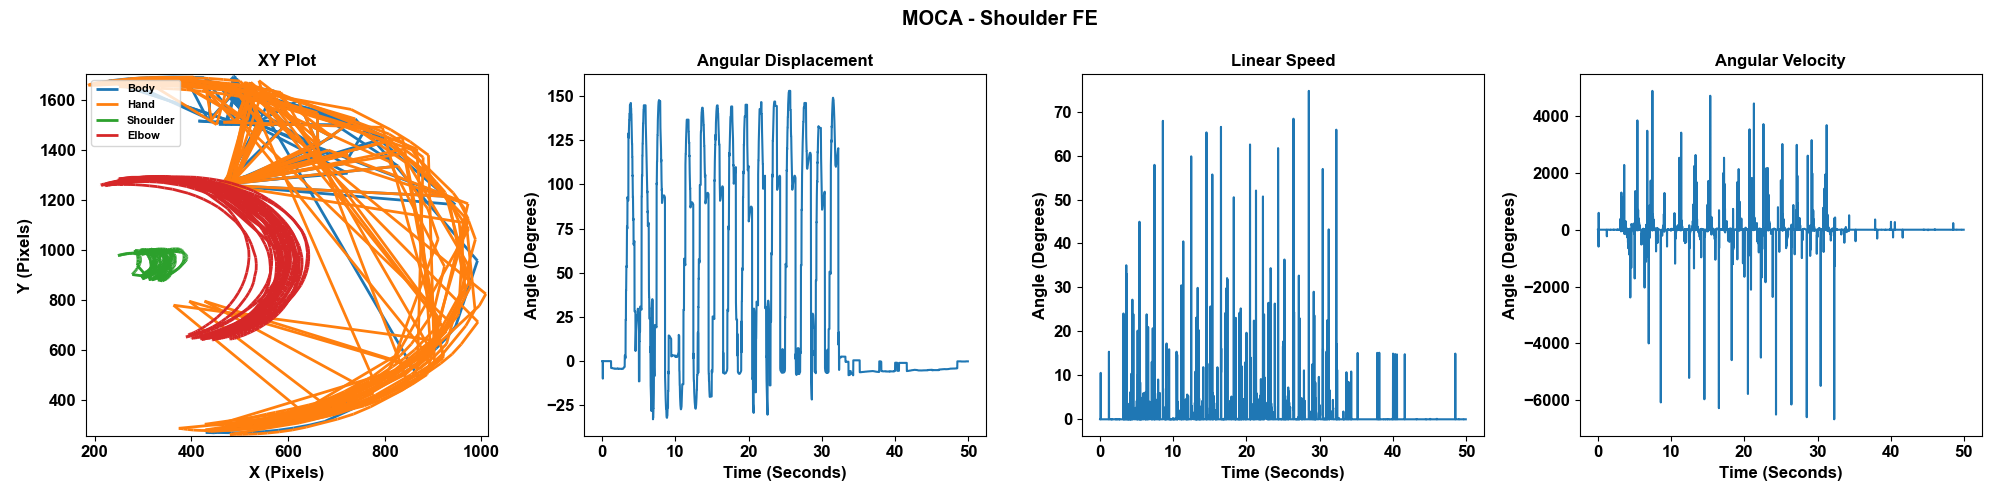 MOCA - Shoulder FE
XY Plot
Y (Pixels)
1600
1400
1200
1000
800
600
400
Body
Hand
Shoulder
Elbow
200 400 600 800 1000
X (Pixels)
Angular Displacement
Angle (Degrees)
150
125
100
75
50
25
0
−25
0 10 20 30 40 50
Time (Seconds)
Linear Speed
Angle (Degrees)
70
60
50
40
30
20
10
0
0 10 20 30 40 50
Time (Seconds)
Angular Velocity
Angle (Degrees)
4000
2000
0
−2000
−4000
−6000
0 10 20 30 40 50
Time (Seconds)